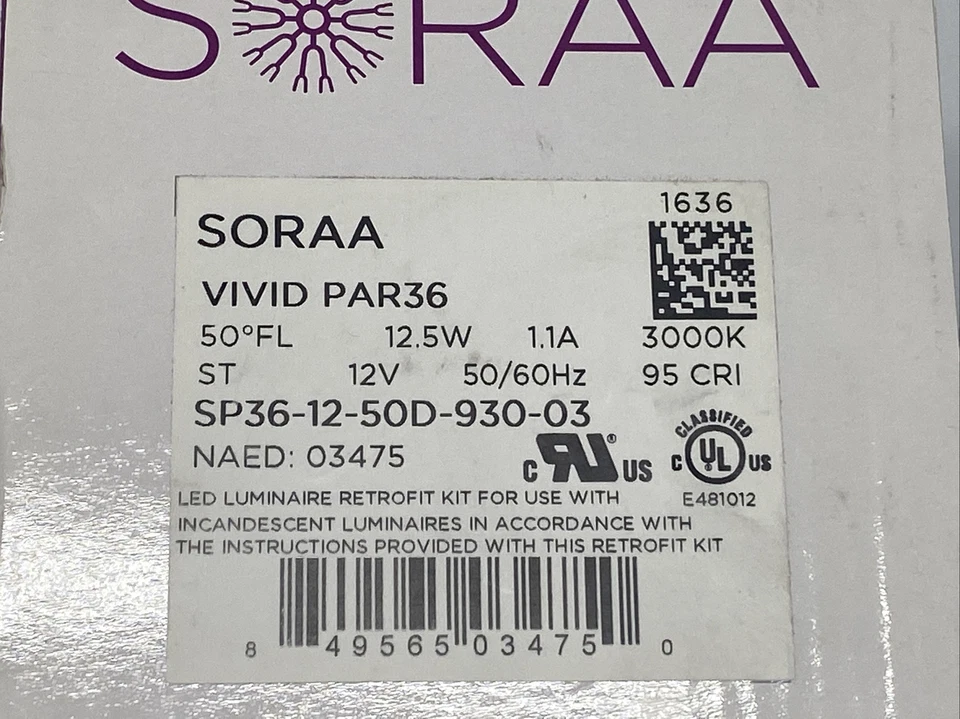 SORAA
1636
SORAA
VIVID PAR36
50°FL 12.5W 1.1A 3000K
ST 12V 50/60Hz 95 CRI
SP36-12-50D-930-03
NAED: 03475
C RU® US
CLASSIFIED
C UL® US
E481012
LED LUMINAIRE RETROFIT KIT FOR USE WITH
INCANDESCENT LUMINAIRES IN ACCORDANCE WITH
THE INSTRUCTIONS PROVIDED WITH THIS RETROFIT KIT
8 49565 03475 0